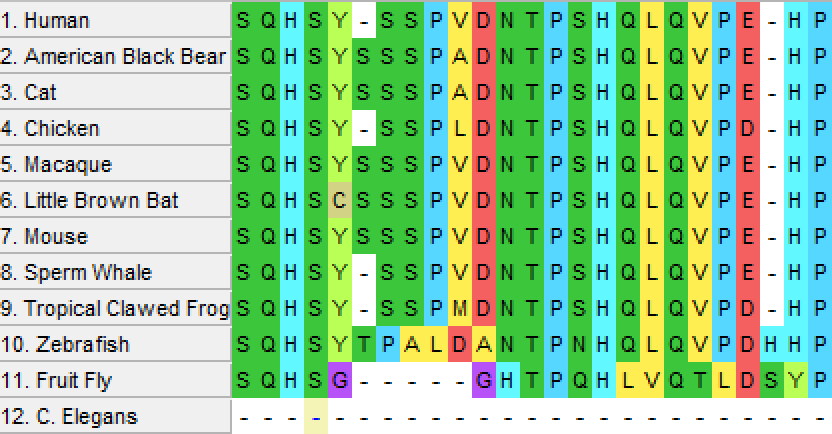 1. Human S Q H S Y - S S P V D N T P S H Q L Q V P E - H P
2. American Black Bear S Q H S Y S S S P A D N T P S H Q L Q V P E - H P
3. Cat S Q H S Y S S S P A D N T P S H Q L Q V P E - H P
4. Chicken S Q H S Y - S S P L D N T P S H Q L Q V P D - H P
5. Macaque S Q H S Y S S S P V D N T P S H Q L Q V P E - H P
6. Little Brown Bat S Q H S C S S S P V D N T P S H Q L Q V P E - H P
7. Mouse S Q H S Y S S S P V D N T P S H Q L Q V P E - H P
8. Sperm Whale S Q H S Y - S S P V D N T P S H Q L Q V P E - H P
9. Tropical Clawed Frog S Q H S Y - S S P M D N T P S H Q L Q V P D - H P
10. Zebrafish S Q H S Y T P A L D A N T P N H Q L Q V P D H H P
11. Fruit Fly S Q H S G - - - - - G H T P Q H L V Q T L D S Y P
12. C. Elegans - - - - - - - - - - - - - - - - - - - - - - - - -